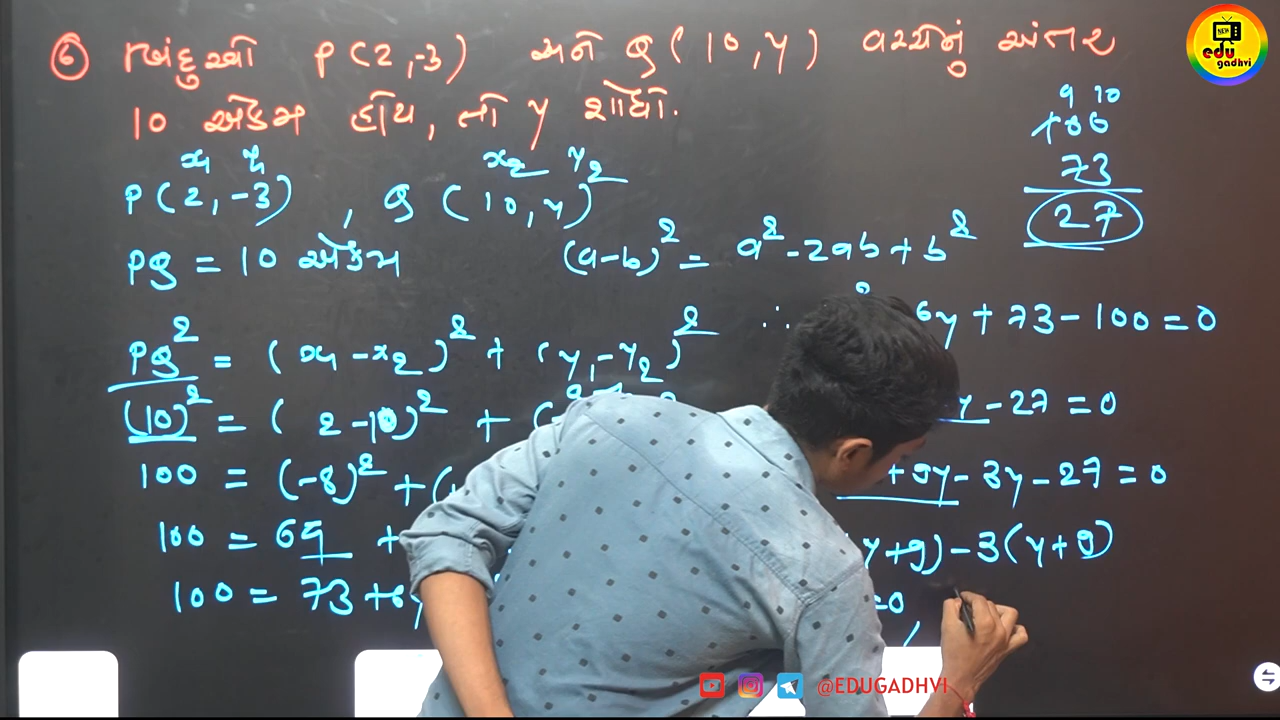 ⑥ બિંદુઓ P(2,-3) અને Q(10,y) વચ્ચેનું અંતર
10 એકમ હોય, તો y શોધો.
x₁ y₁ x₂ y₂
P(2,-3) , Q(10,y)
PQ = 10 એકમ
(a-b)² = a² - 2ab + b²
PQ² = (x₁ - x₂)² + (y₁ - y₂)²
(10)² = (2-10)² + (-
100 = (-8)² + (
100 = 64 +
100 = 73 + 6y
9 10
100
73
27
∴ 6y + 73 - 100 = 0
y - 27 = 0
+ 9y - 3y - 27 = 0
(y+9) - 3(y+9)
=0
NEW
edu
gadhvi
@EDUGADHVI